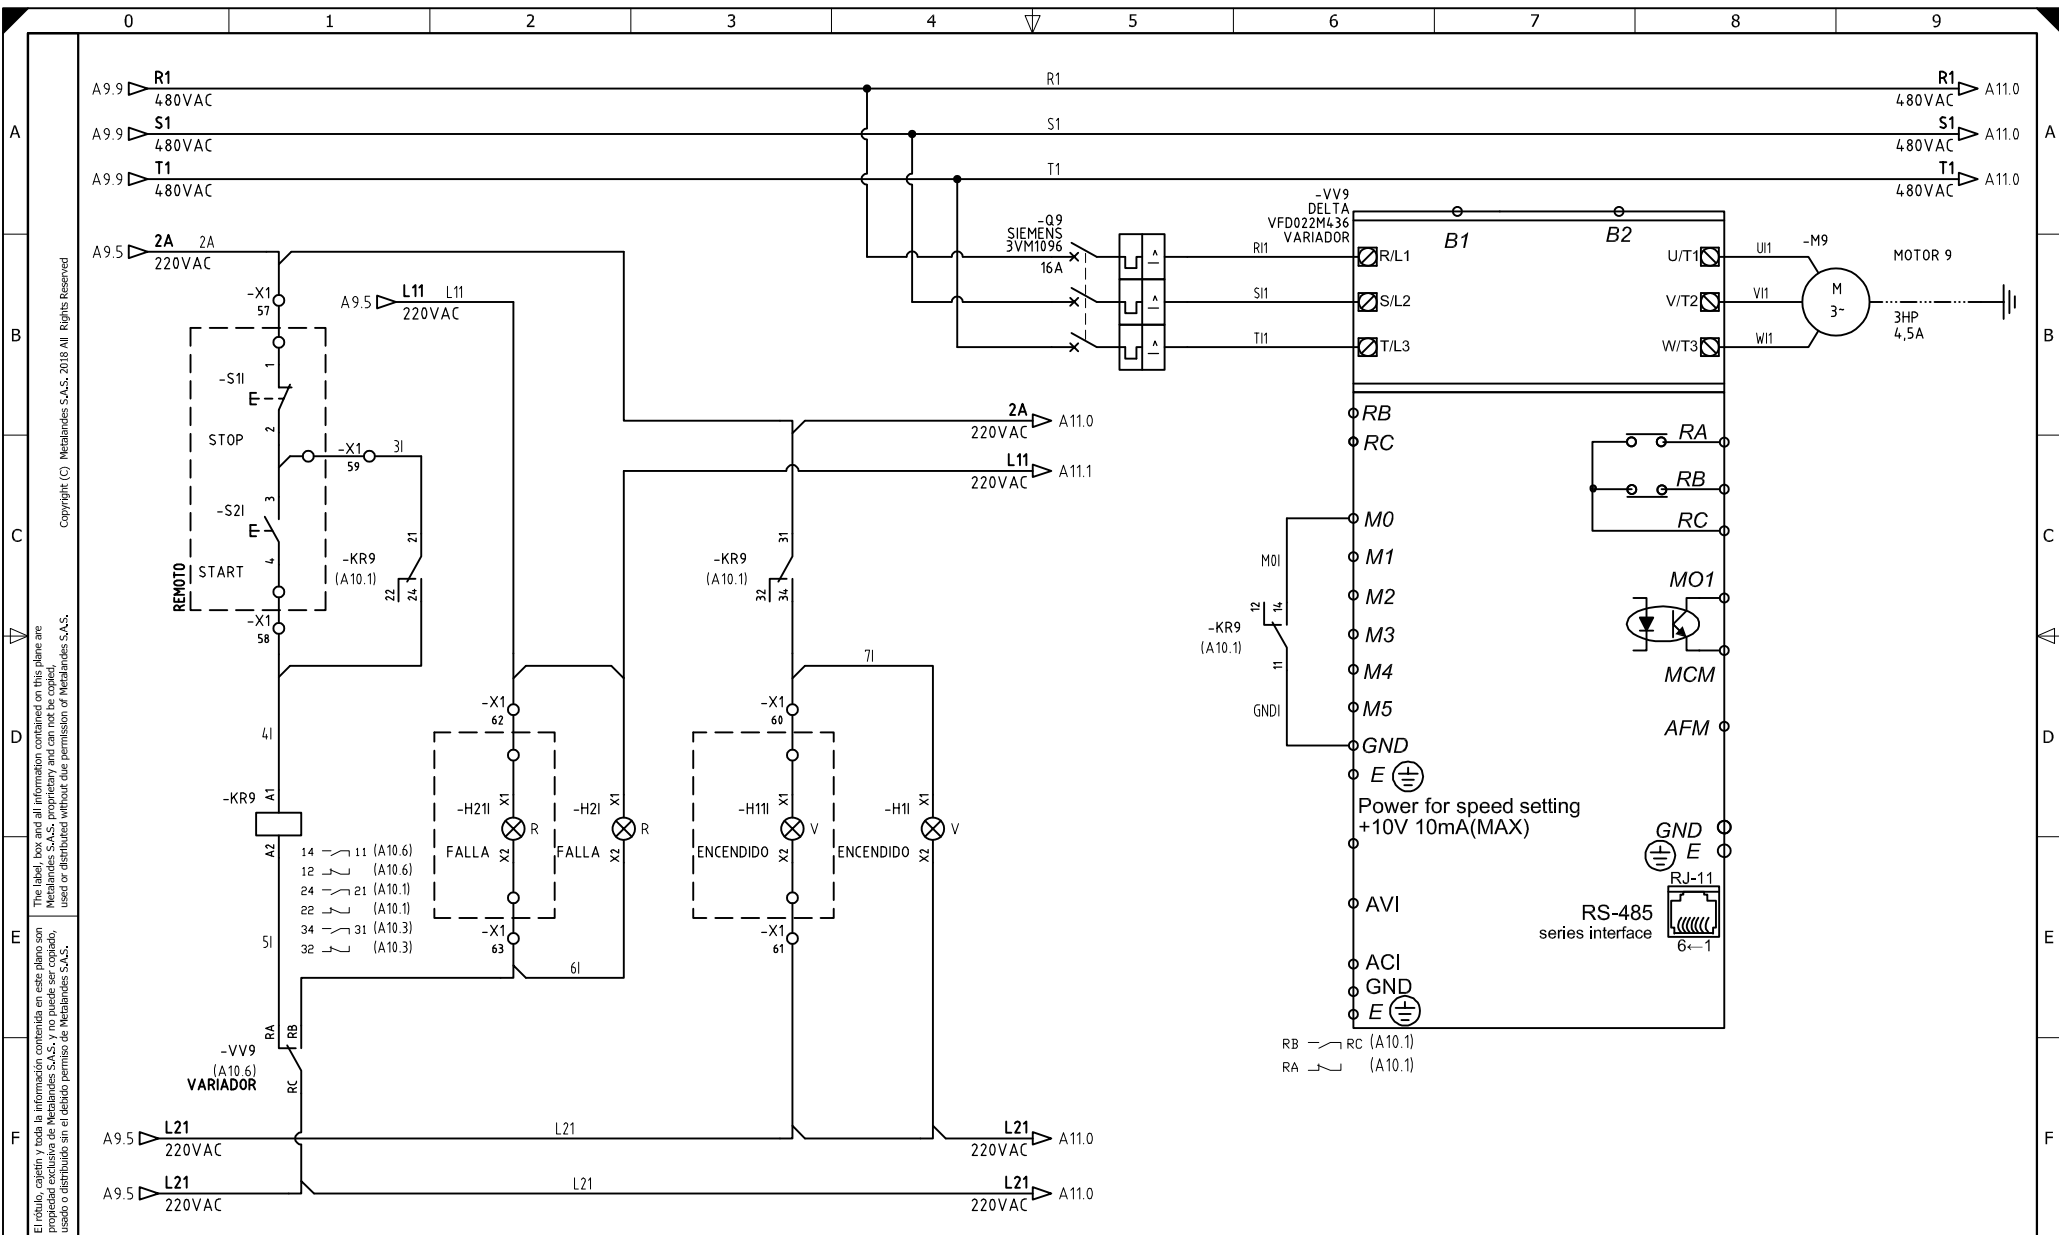 0 1 2 3 4 5 6 7 8 9
A
B
C
D
E
F
A
B
C
D
E
F
Copyright (C) Metalandes S.A.S. 2018 All Rights Reserved
The label, box and all information contained on this plane are
Metalandes S.A.S. proprietary and can not be copied,
used or distributed without due permission of Metalandes S.A.S.
El rótulo, cajetín y toda la información contenida en este plano son
propiedad exclusiva de Metalandes S.A.S. y no puede ser copiado,
usado o distribuido sin el debido permiso de Metalandes S.A.S.
A9.9 R1
480VAC
R1
R1 A11.0
480VAC
A9.9 S1
480VAC
S1
S1 A11.0
480VAC
A9.9 T1
480VAC
T1
T1 A11.0
480VAC
A9.5 2A 2A
220VAC
A9.5 L11 L11
220VAC
-X1
57
REMOTO
1
-S1I
2
STOP
-X1
59
3I
3
-S2I
4
START
-X1
58
21
-KR9
(A10.1)
22
24
4I
-KR9
A1
A2
14 11 (A10.6)
12 (A10.6)
24 21 (A10.1)
22 (A10.1)
34 31 (A10.3)
32 (A10.3)
5I
RA
RB
-VV9
(A10.6)
VARIADOR
RC
-X1
62
-H21I
X1
R
FALLA
X2
-X1
63
-H2I
X1
R
FALLA
X2
6I
2A A11.0
220VAC
L11 A11.1
220VAC
31
-KR9
(A10.1)
32
34
7I
-X1
60
-H11I
X1
V
ENCENDIDO
X2
-X1
61
-H1I
X1
V
ENCENDIDO
X2
A9.5 L21
220VAC
L21
L21 A11.0
220VAC
A9.5 L21
220VAC
L21
L21 A11.0
220VAC
-Q9
SIEMENS
3VM1096
16A
RI1
SI1
TI1
-VV9
DELTA
VFD022M436
VARIADOR
B1
B2
R/L1
S/L2
T/L3
U/T1
V/T2
W/T3
UI1
VI1
WI1
-M9
M
3~
MOTOR 9
3HP
4,5A
RB
RC
M0
M1
M2
M3
M4
M5
GND
E
Power for speed setting
+10V 10mA(MAX)
AVI
ACI
GND
E
RA
RB
RC
MO1
MCM
AFM
GND
E
RJ-11
RS-485
series interface
6←1
M0I
12
14
-KR9
(A10.1)
11
GNDI
RB RC (A10.1)
RA (A10.1)